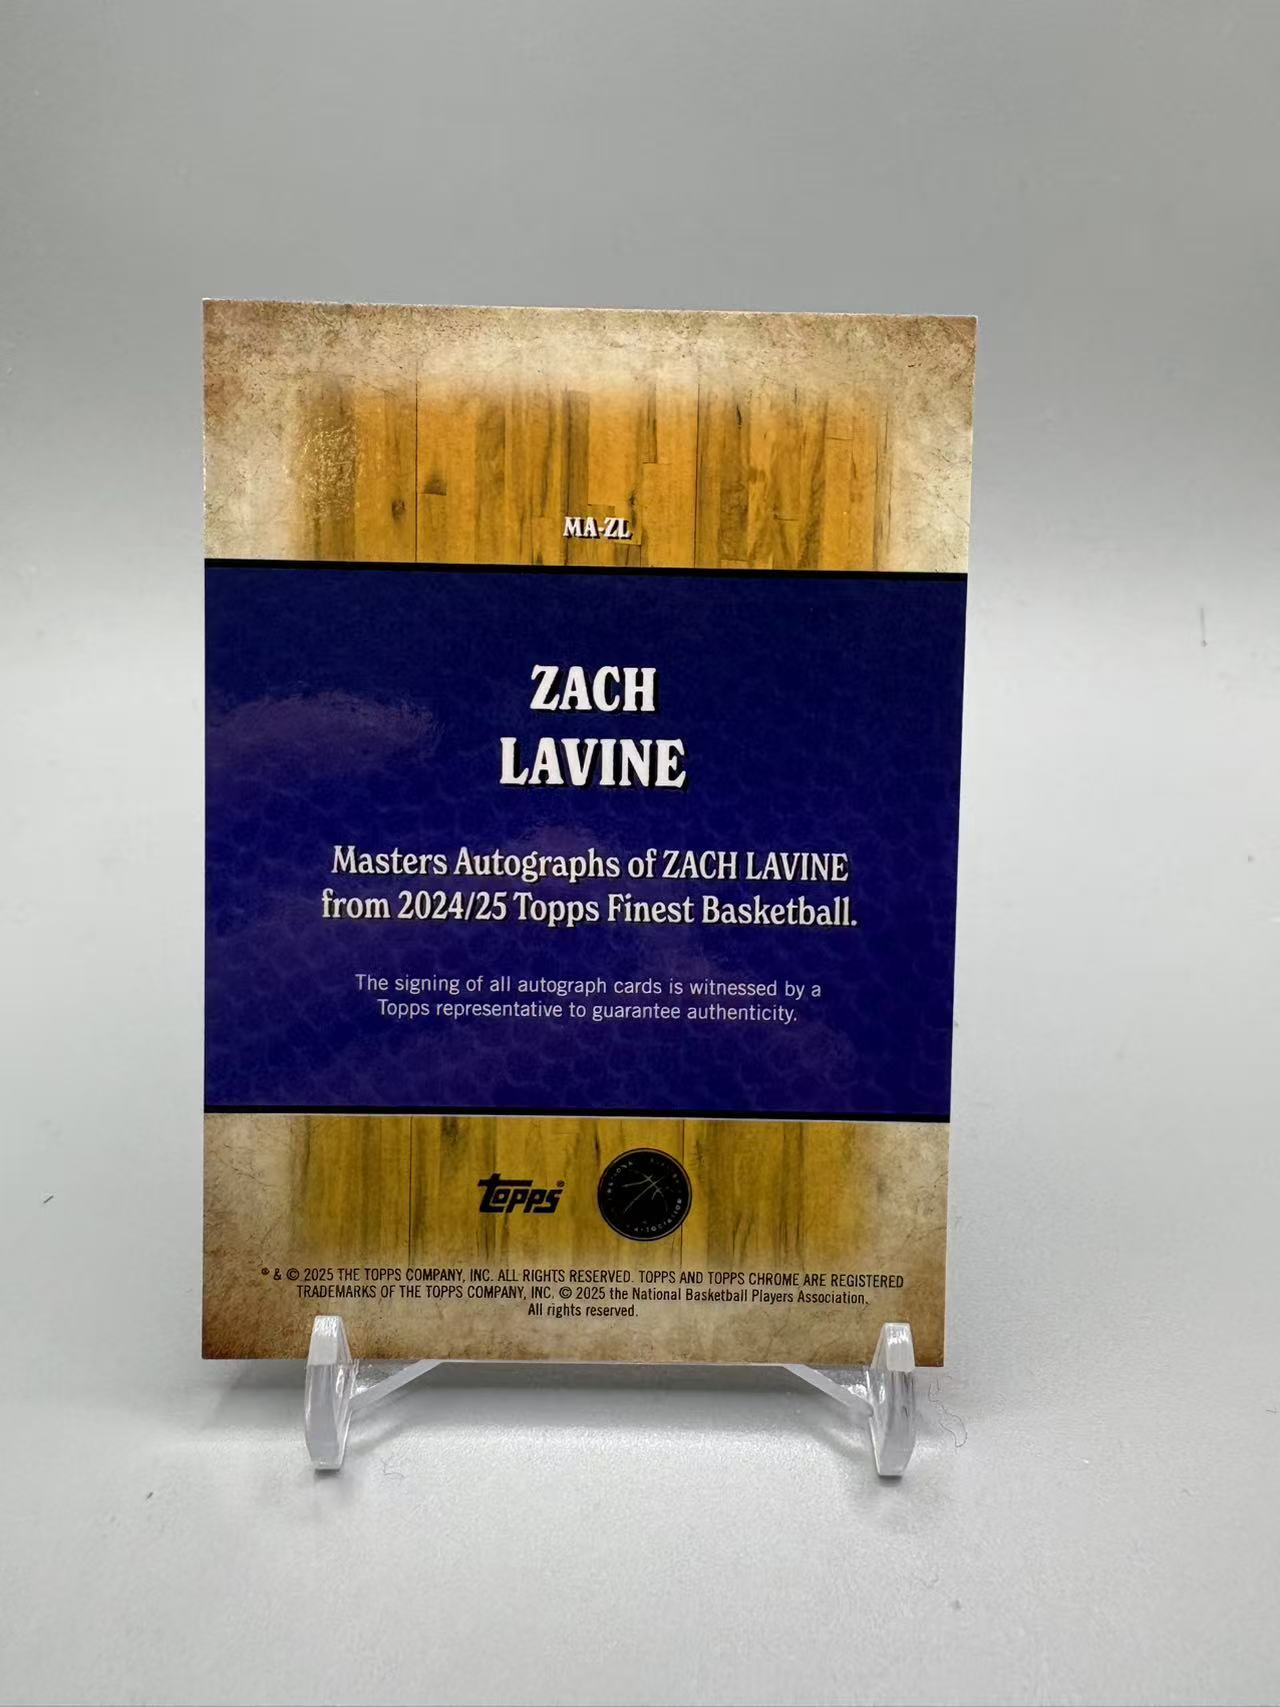 MA-ZL
ZACH
LAVINE
Masters Autographs of ZACH LAVINE
from 2024/25 Topps Finest Basketball.
The signing of all autograph cards is witnessed by a
Topps representative to guarantee authenticity.
topps®
® & © 2025 THE TOPPS COMPANY, INC. ALL RIGHTS RESERVED. TOPPS AND TOPPS CHROME ARE REGISTERED
TRADEMARKS OF THE TOPPS COMPANY, INC. © 2025 the National Basketball Players Association.
All rights reserved.